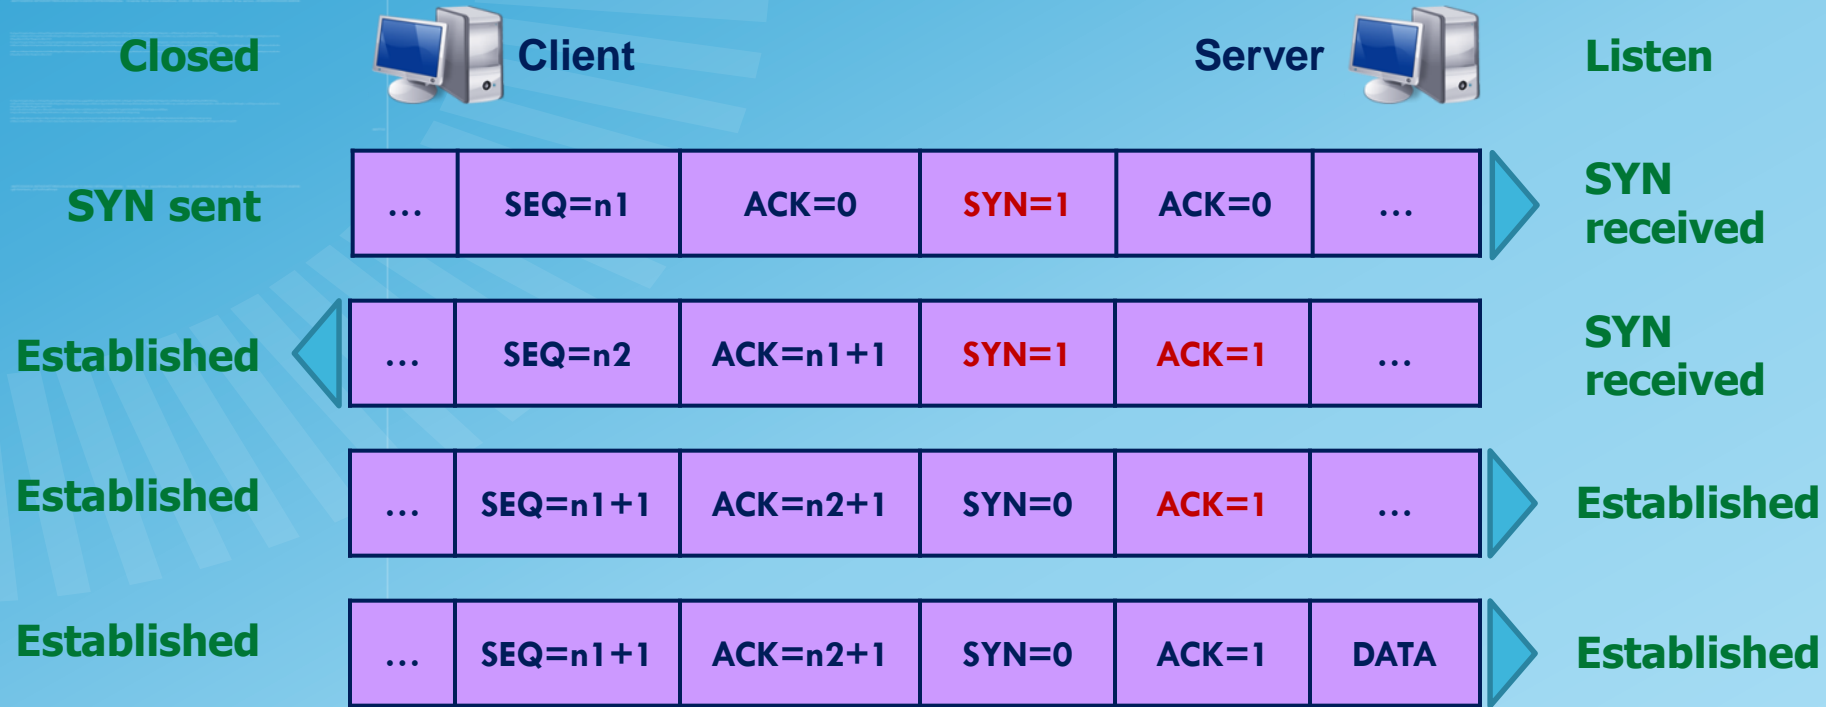 Closed Client Server Listen
SYN sent … SEQ=n1 ACK=0 SYN=1 ACK=0 … SYN
received
Established … SEQ=n2 ACK=n1+1 SYN=1 ACK=1 … SYN
received
Established … SEQ=n1+1 ACK=n2+1 SYN=0 ACK=1 … Established
Established … SEQ=n1+1 ACK=n2+1 SYN=0 ACK=1 DATA Established